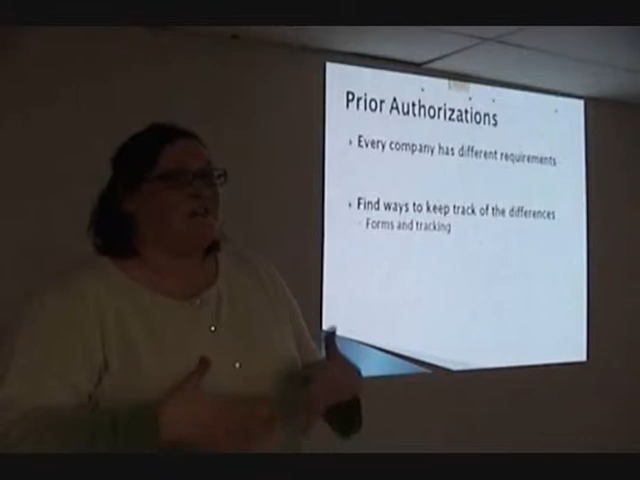 Prior Authorizations
Every company has different requirements
Find ways to keep track of the differences
Forms and tracking